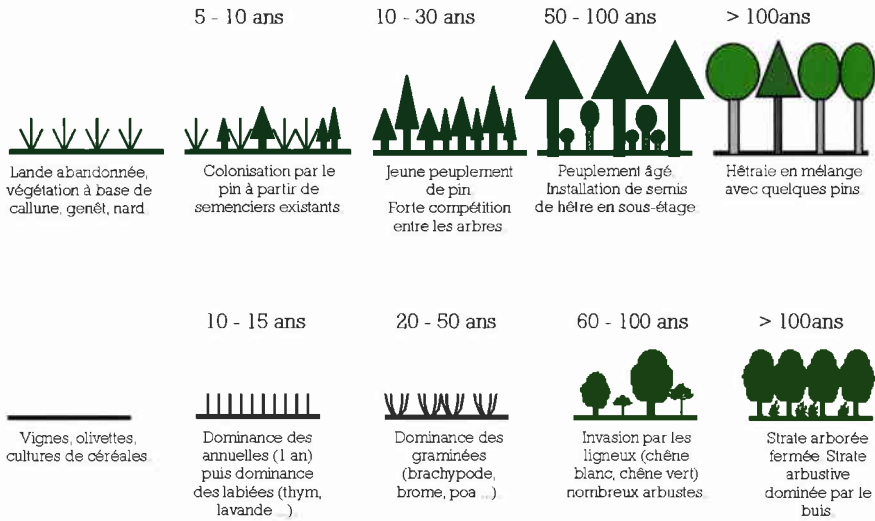 5 - 10 ans
10 - 30 ans
50 - 100 ans
> 100ans
Lande abandonnée,
végétation à base de
callune, genêt, nard
Colonisation par le
pin à partir de
semenciers existants
Jeune peuplement
de pin.
Forte compétition
entre les arbres
Peuplement âgé.
Installation de semis
de hêtre en sous-étage
Hêtraie en mélange
avec quelques pins
10 - 15 ans
20 - 50 ans
60 - 100 ans
> 100ans
Vignes, olivettes,
cultures de céréales
Dominance des
annuelles (1 an)
puis dominance
des labiées (thym,
lavande ...)
Dominance des
graminées
(brachypode,
brome, poa ...)
Invasion par les
ligneux (chêne
blanc, chêne vert)
nombreux arbustes
Strate arborée
fermée. Strate
arbustive
dominée par le
buis